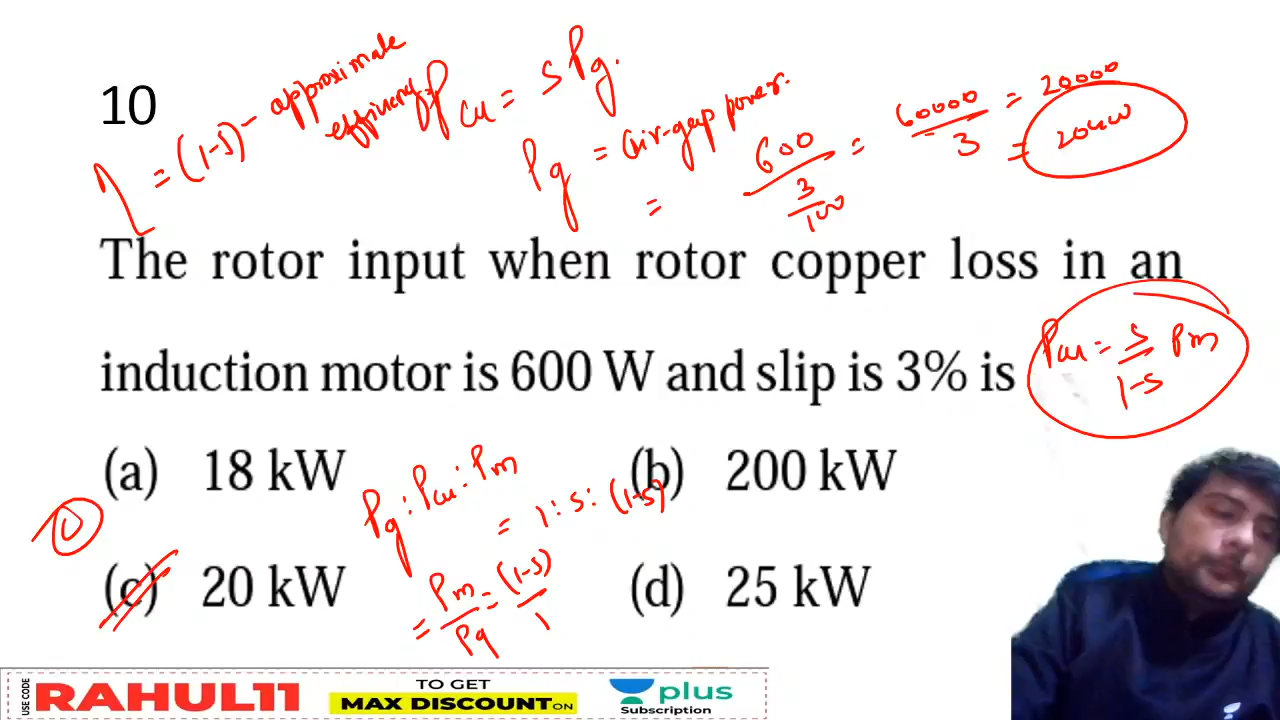 10
η = (1-s) - approximate
efficiency
Pcu = sPg.
Pg = air-gap power.
= 600 / 3/100 = 60000 / 3 = 20000
= 20kW
The rotor input when rotor copper loss in an
induction motor is 600 W and slip is 3% is
Pcu = s / 1-s Pm
(a) 18 kW
(b) 200 kW
Pg : Pcu : Pm
= 1 : s : (1-s)
(c) 20 kW
(d) 25 kW
= Pm / Pg = (1-s) / 1
USE CODE
RAHUL11
TO GET
MAX DISCOUNT ON
plus
Subscription